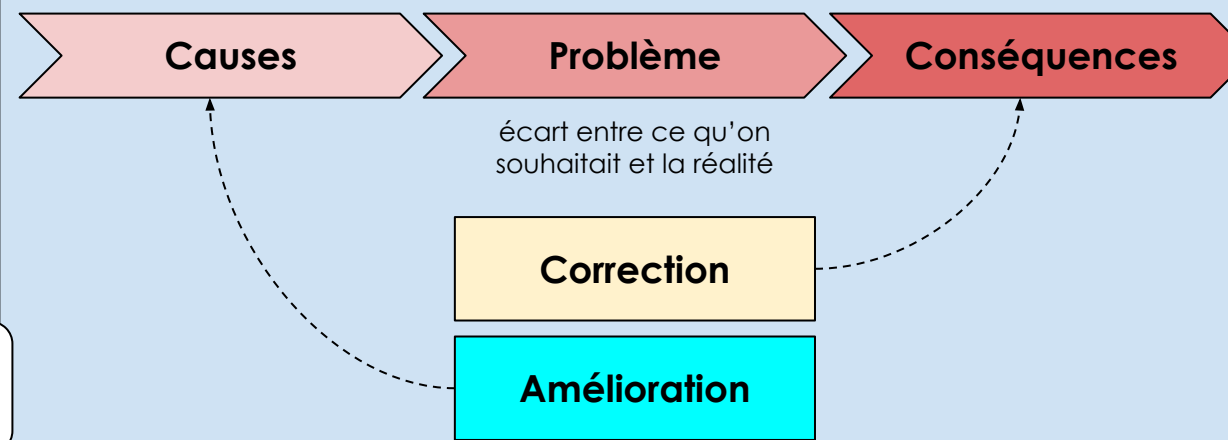 Causes
Problème
Conséquences
écart entre ce qu’on
souhaitait et la réalité
Correction
Amélioration